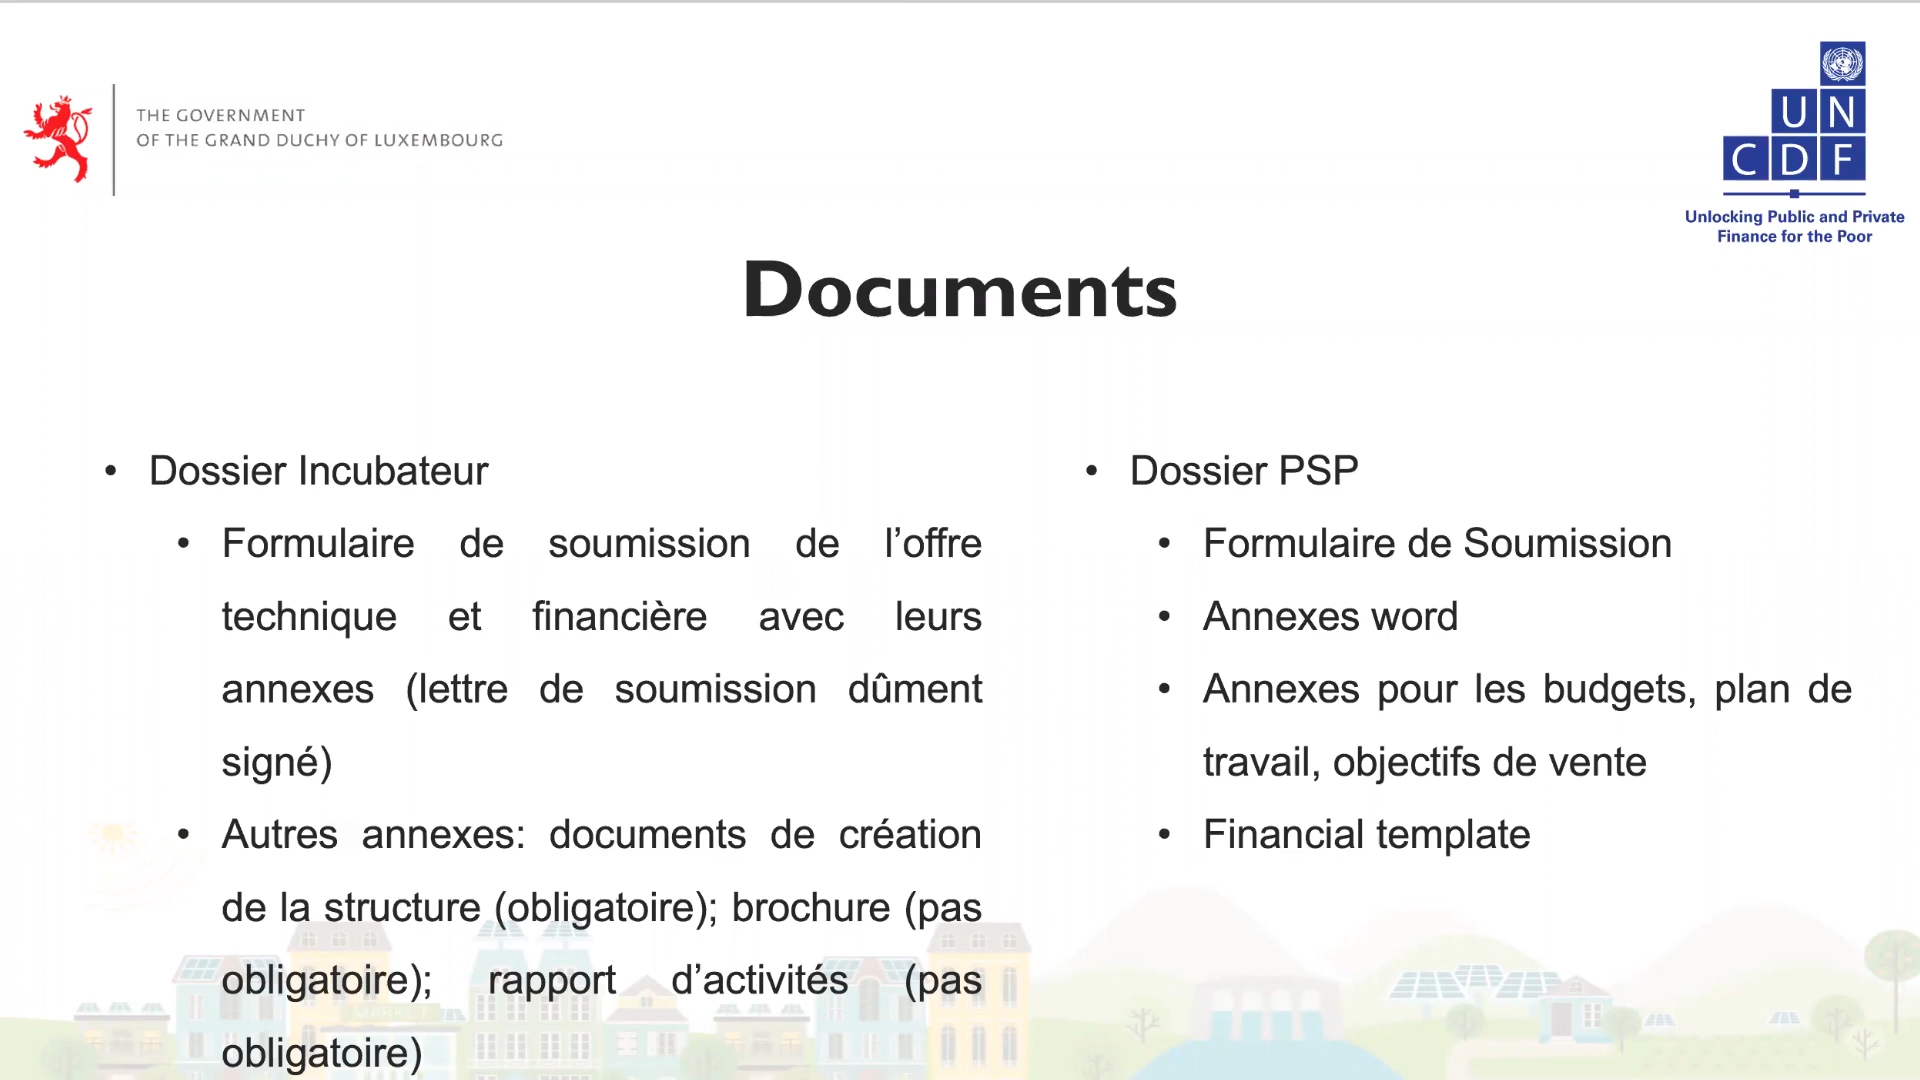 THE GOVERNMENT
OF THE GRAND DUCHY OF LUXEMBOURG
UN
CDF
Unlocking Public and Private
Finance for the Poor
Documents
• Dossier Incubateur
• Formulaire de soumission de l’offre
technique et financière avec leurs
annexes (lettre de soumission dûment
signé)
• Autres annexes: documents de création
de la structure (obligatoire); brochure (pas
obligatoire); rapport d’activités (pas
obligatoire)
• Dossier PSP
• Formulaire de Soumission
• Annexes word
• Annexes pour les budgets, plan de
travail, objectifs de vente
• Financial template
MARKET